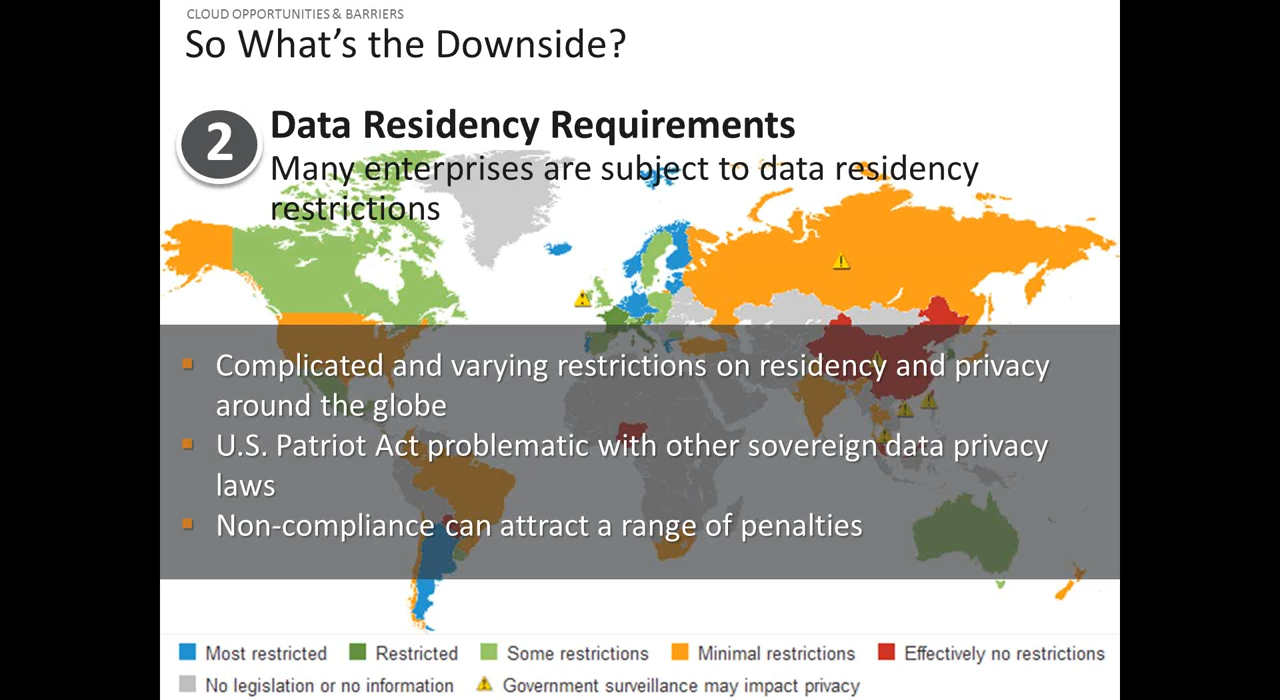 CLOUD OPPORTUNITIES & BARRIERS
So What's the Downside?
2
Data Residency Requirements
Many enterprises are subject to data residency
restrictions
▪ Complicated and varying restrictions on residency and privacy
around the globe
▪ U.S. Patriot Act problematic with other sovereign data privacy
laws
▪ Non-compliance can attract a range of penalties
Most restricted Restricted Some restrictions Minimal restrictions Effectively no restrictions
No legislation or no information Government surveillance may impact privacy